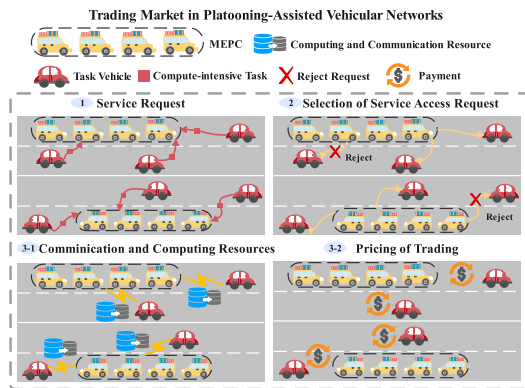 Trading Market in Platooning-Assisted Vehicular Networks
MEPC
Computing and Communication Resource
Task Vehicle
Compute-intensive Task
Reject Request
$
Payment
1 Service Request
2 Selection of Service Access Request
Reject
Reject
3-1 Comminication and Computing Resources
3-2 Pricing of Trading
$
$
$
$